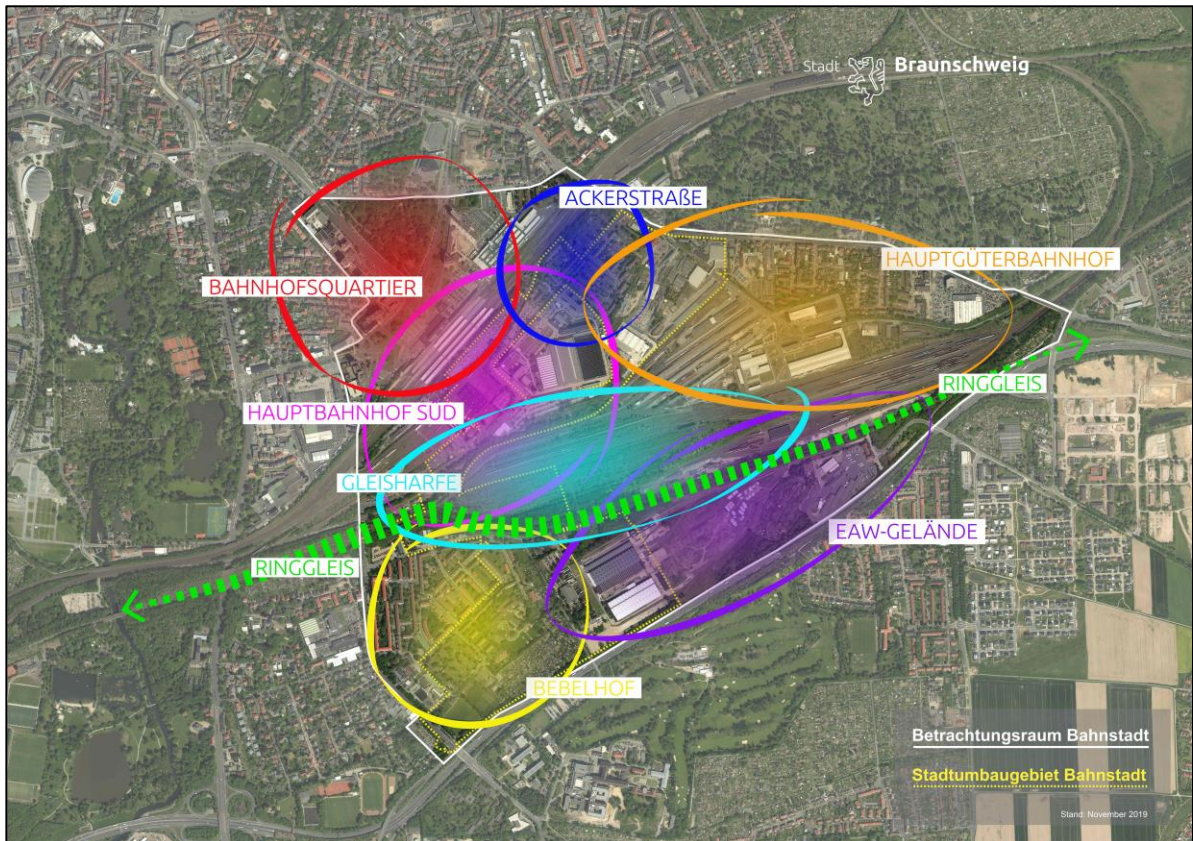 Stadt Braunschweig
ACKERSTRAßE
HAUPTGÜTERBAHNHOF
BAHNHOFSQUARTIER
RINGGLEIS
HAUPTBAHNHOF SÜD
GLEISHARFE
EAW-GELÄNDE
RINGGLEIS
BEBELHOF
Betrachtungsraum Bahnstadt
Stadtumbaugebiet Bahnstadt
Stand: November 2019